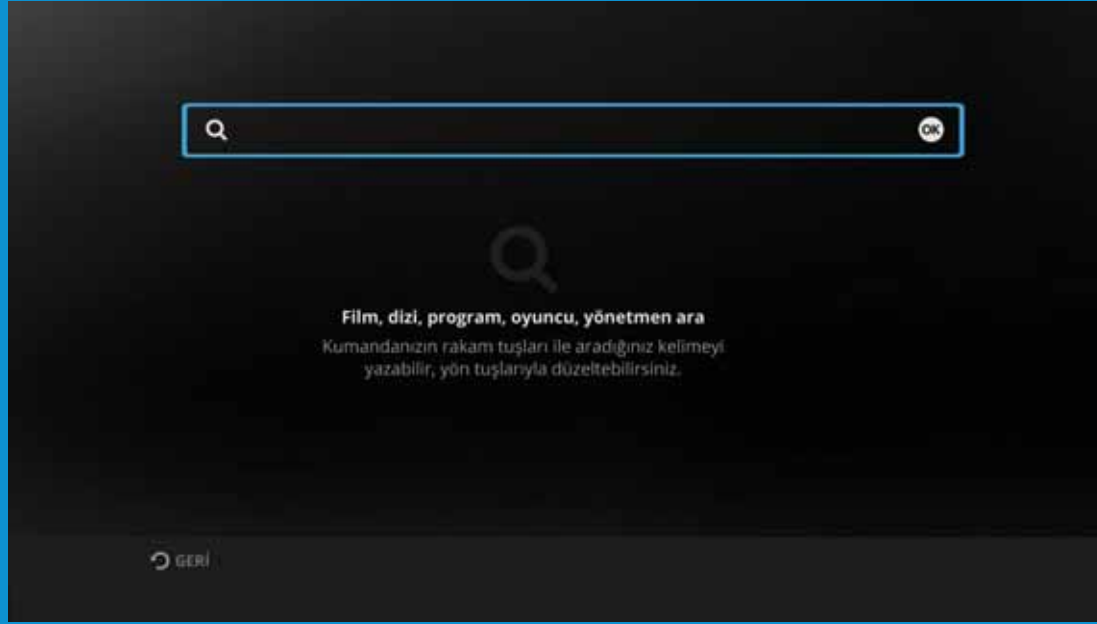 OK
Film, dizi, program, oyuncu, yönetmen ara
Kumandanızın rakam tuşları ile aradığınız kelimeyi
yazabilir, yön tuşlarıyla düzeltebilirsiniz.
GERİ